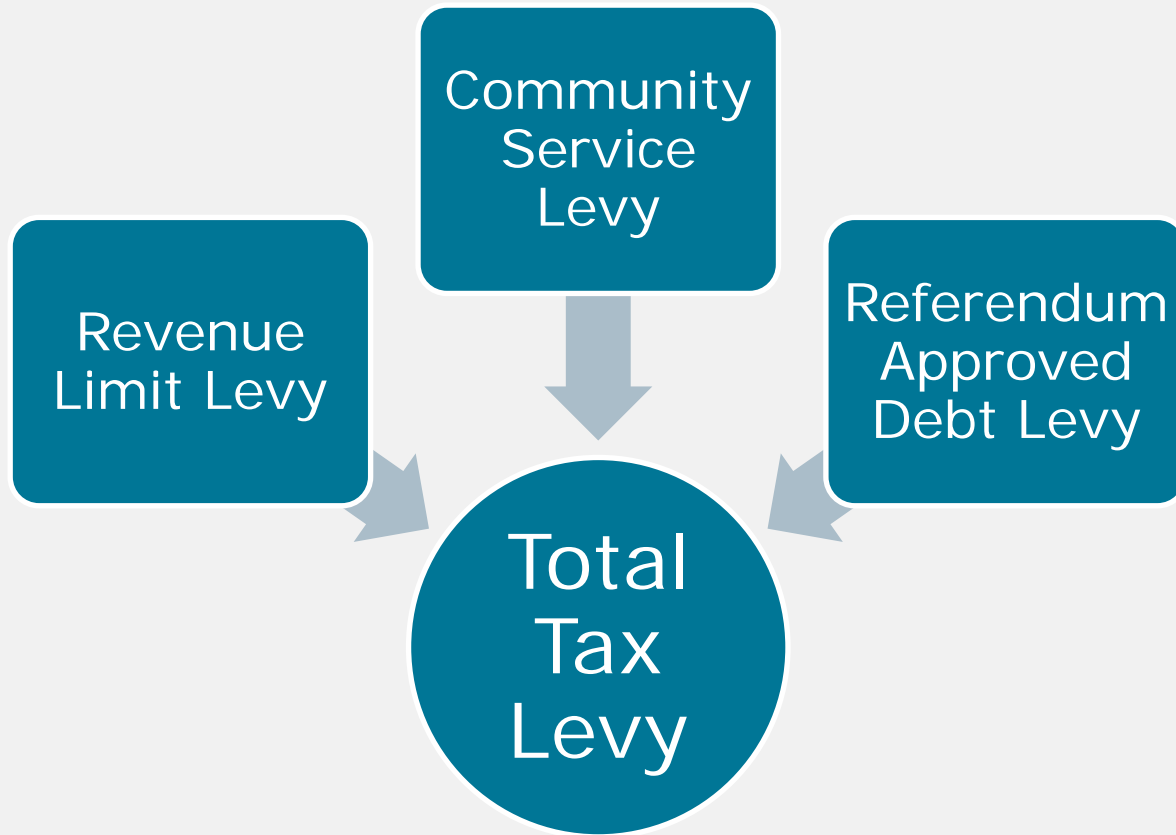 Community
Service
Levy
Revenue
Limit Levy
Referendum
Approved
Debt Levy
Total
Tax
Levy